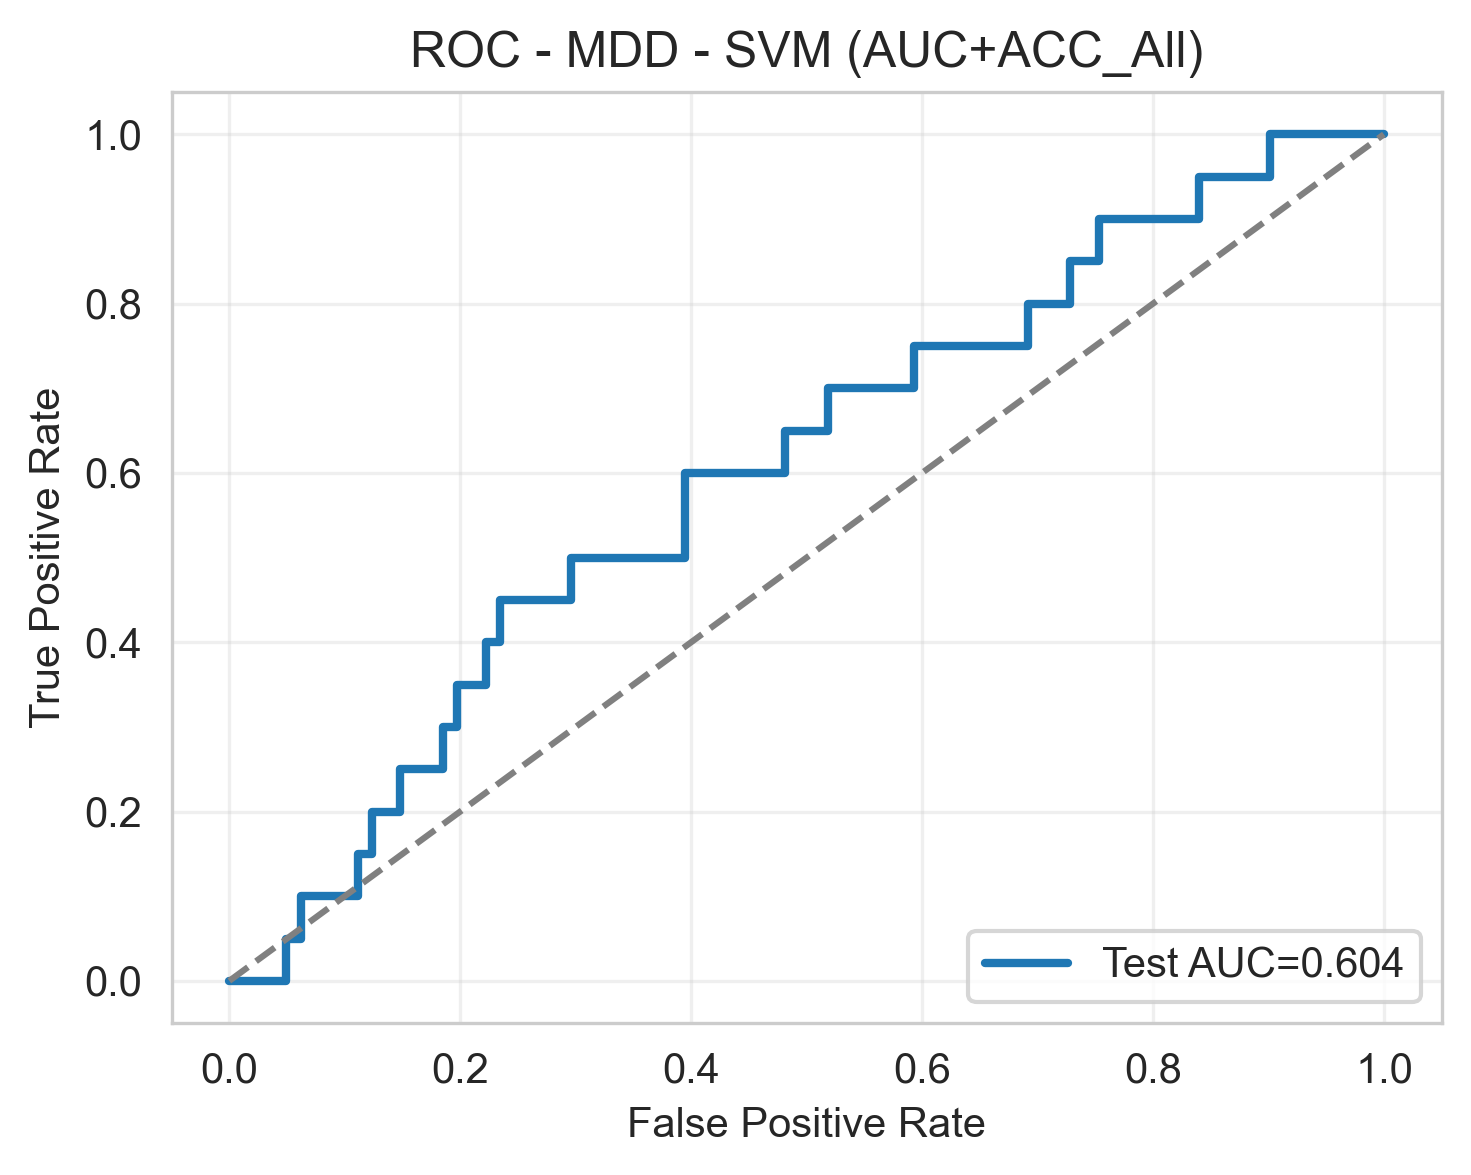 ROC - MDD - SVM (AUC+ACC_All)
True Positive Rate
1.0
0.8
0.6
0.4
0.2
0.0
Test AUC=0.604
0.0 0.2 0.4 0.6 0.8 1.0
False Positive Rate